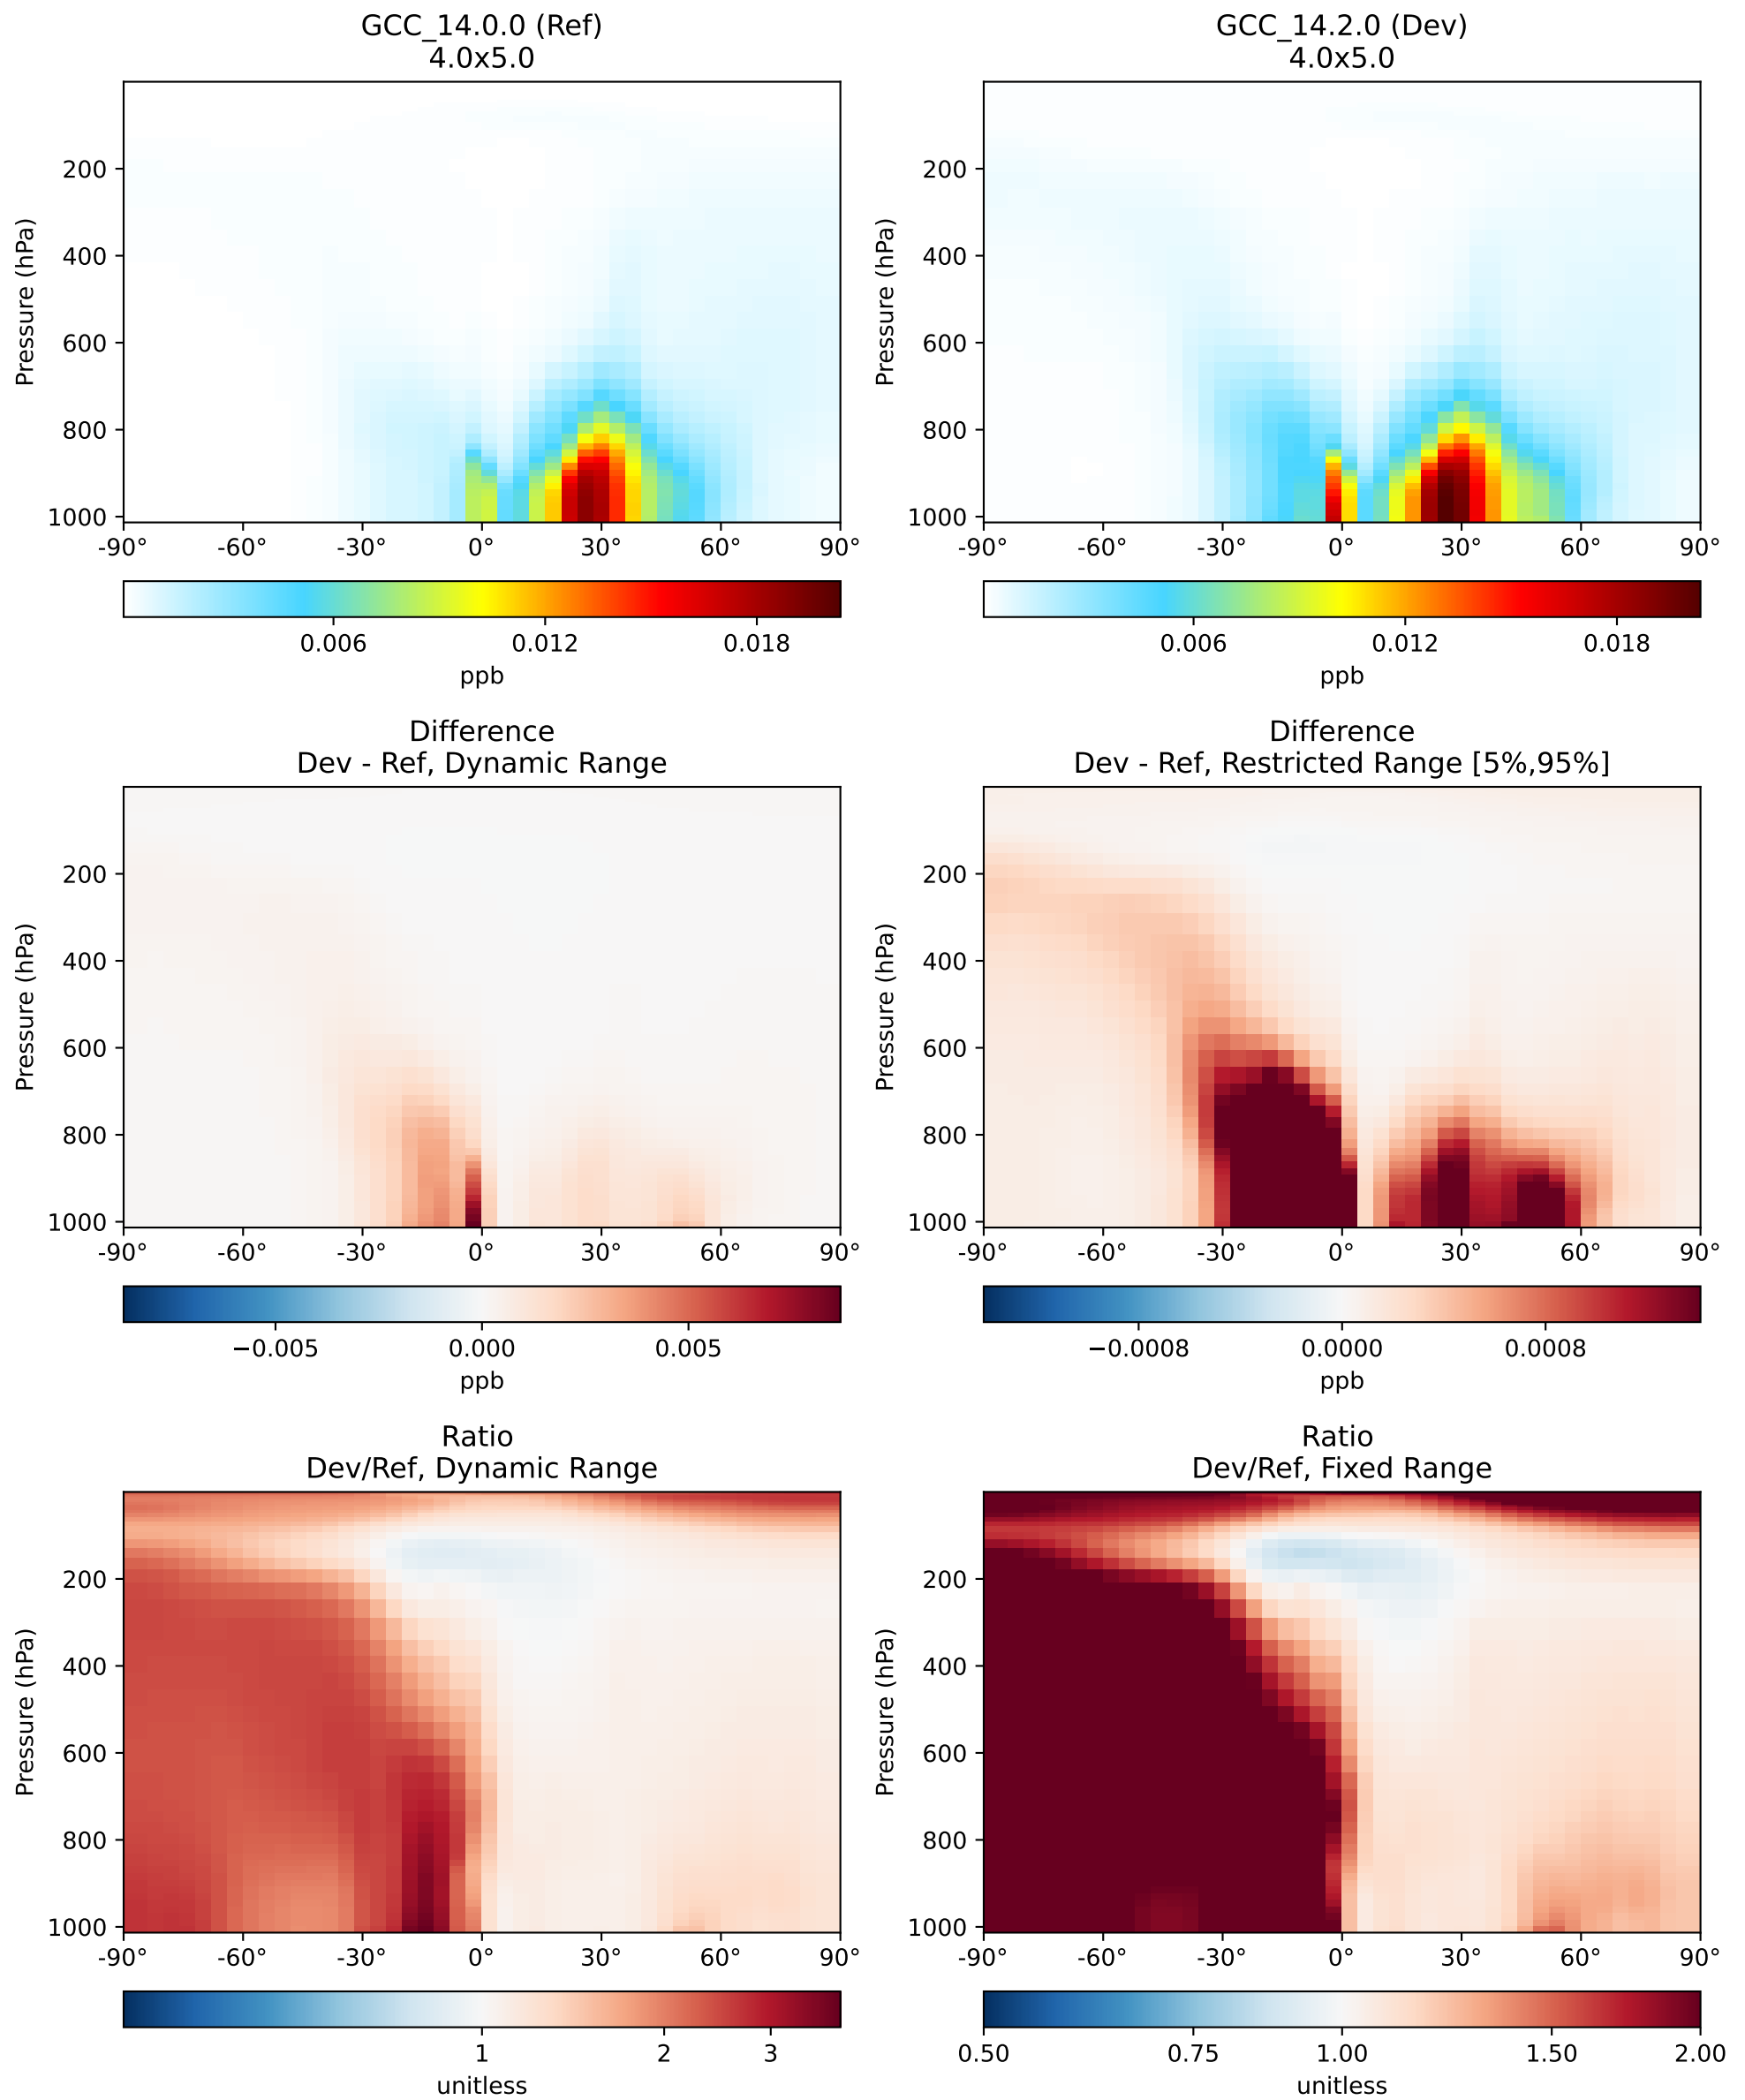 GCC_14.0.0 (Ref)
4.0x5.0
Pressure (hPa)
200
400
600
800
1000
-90° -60° -30° 0° 30° 60° 90°
0.006 0.012 0.018
ppb
GCC_14.2.0 (Dev)
4.0x5.0
Pressure (hPa)
200
400
600
800
1000
-90° -60° -30° 0° 30° 60° 90°
0.006 0.012 0.018
ppb
Difference
Dev - Ref, Dynamic Range
Pressure (hPa)
200
400
600
800
1000
-90° -60° -30° 0° 30° 60° 90°
−0.005 0.000 0.005
ppb
Difference
Dev - Ref, Restricted Range [5%,95%]
Pressure (hPa)
200
400
600
800
1000
-90° -60° -30° 0° 30° 60° 90°
−0.0008 0.0000 0.0008
ppb
Ratio
Dev/Ref, Dynamic Range
Pressure (hPa)
200
400
600
800
1000
-90° -60° -30° 0° 30° 60° 90°
1 2 3
unitless
Ratio
Dev/Ref, Fixed Range
Pressure (hPa)
200
400
600
800
1000
-90° -60° -30° 0° 30° 60° 90°
0.50 0.75 1.00 1.50 2.00
unitless